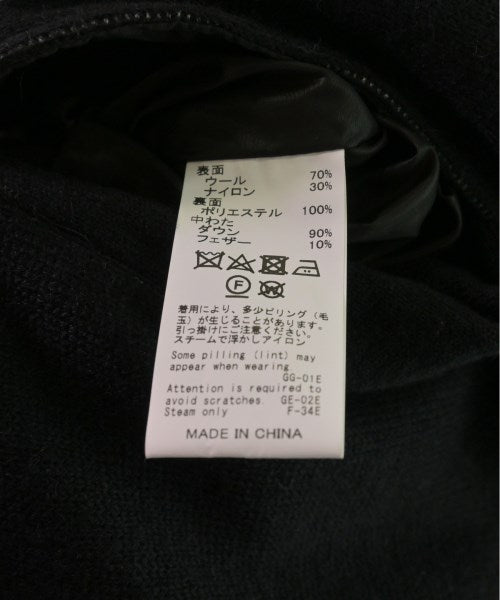 表面
ウール 70%
ナイロン 30%
裏面
ポリエステル 100%
中わた
ダウン 90%
フェザー 10%
F W
着用により、多少ピリング(毛
玉)が生じることがあります。
引っ掛けにご注意ください。
スチームで浮かしアイロン
Some pilling (lint) may
appear when wearing
GG-01E
Attention is required to
avoid scratches. GE-02E
Steam only F-34E
MADE IN CHINA